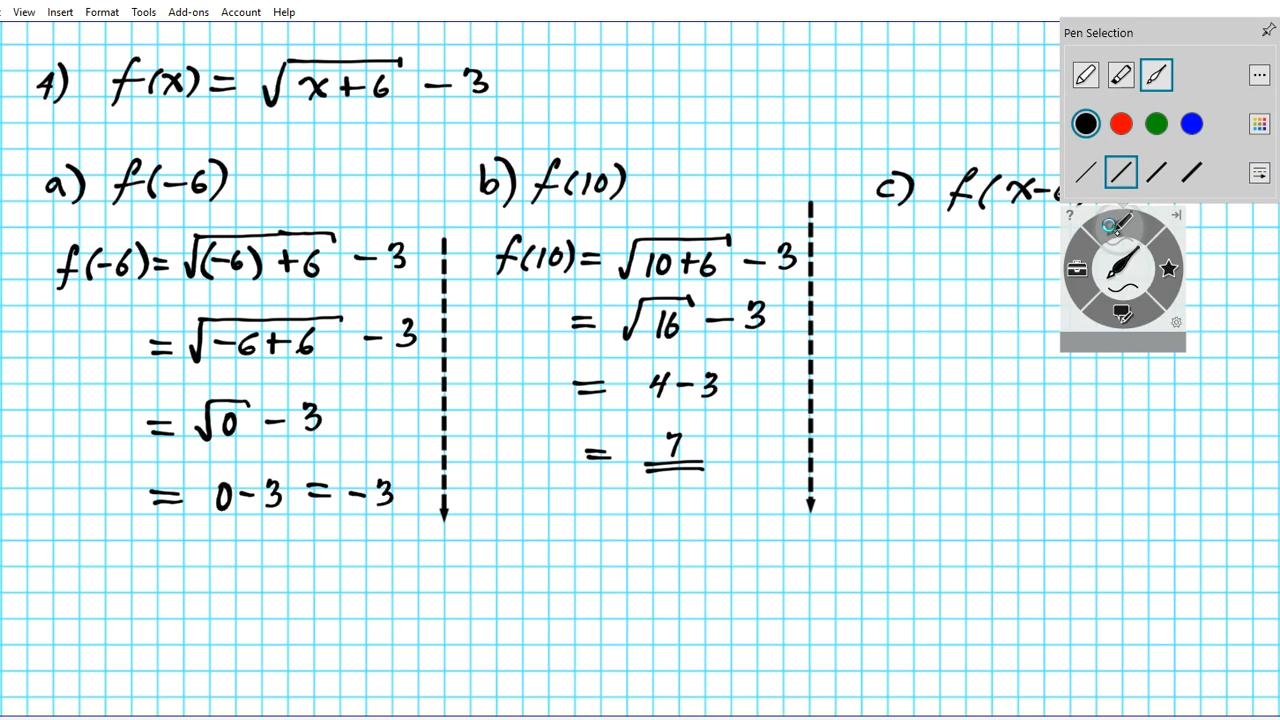 View Insert Format Tools Add-ons Account Help
Pen Selection
4) f(x) = √(x+6) - 3
a) f(-6)
f(-6) = √((-6) + 6) - 3
= √(-6+6) - 3
= √0 - 3
= 0 - 3 = -3
b) f(10)
f(10) = √(10+6) - 3
= √16 - 3
= 4 - 3
= 7
c) f(x-
?